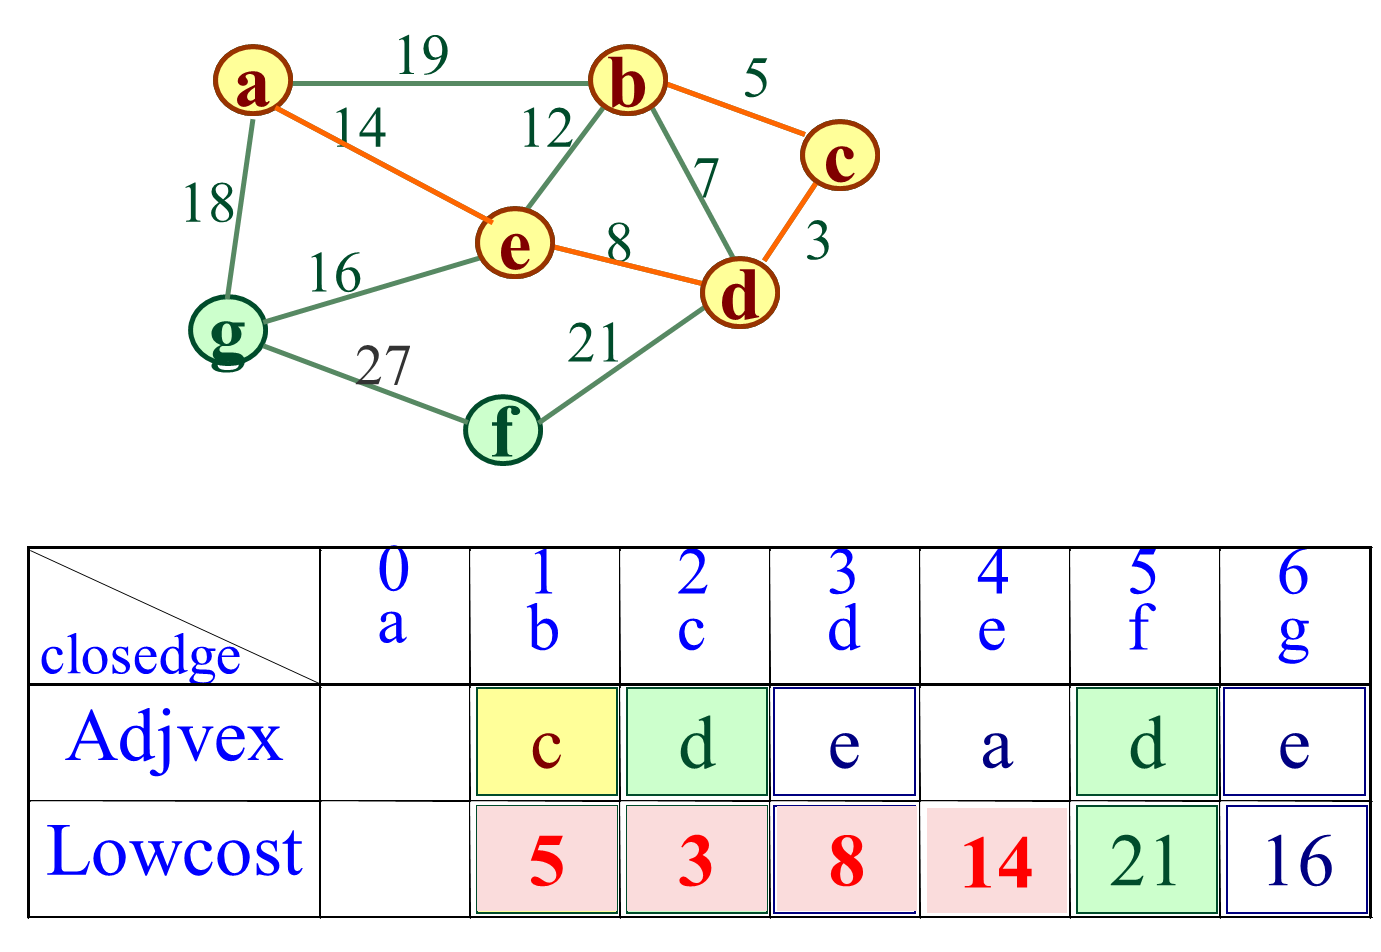 19
a
b
5
14
12
c
7
18
e
8
3
16
d
g
27
21
f
0 1 2 3 4 5 6
closedge a b c d e f g
Adjvex c d e a d e
Lowcost 5 3 8 14 21 16